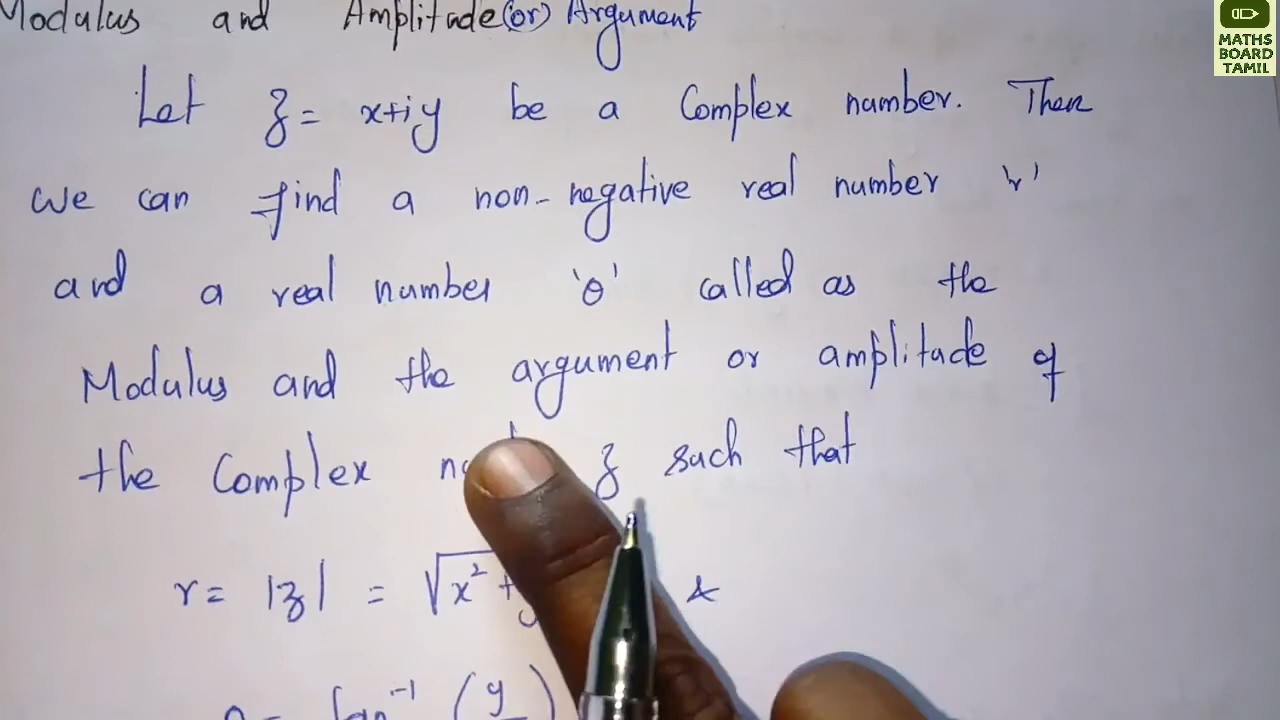 Modulus and Amplitude (or) Argument
MATHS
BOARD
TAMIL
Let z = x+iy be a Complex number. Then
we can find a non-negative real number 'r'
and a real number 'θ' called as the
Modulus and the argument or amplitude of
the Complex z such that
r = |z| = √x² + &
tan⁻¹ (y